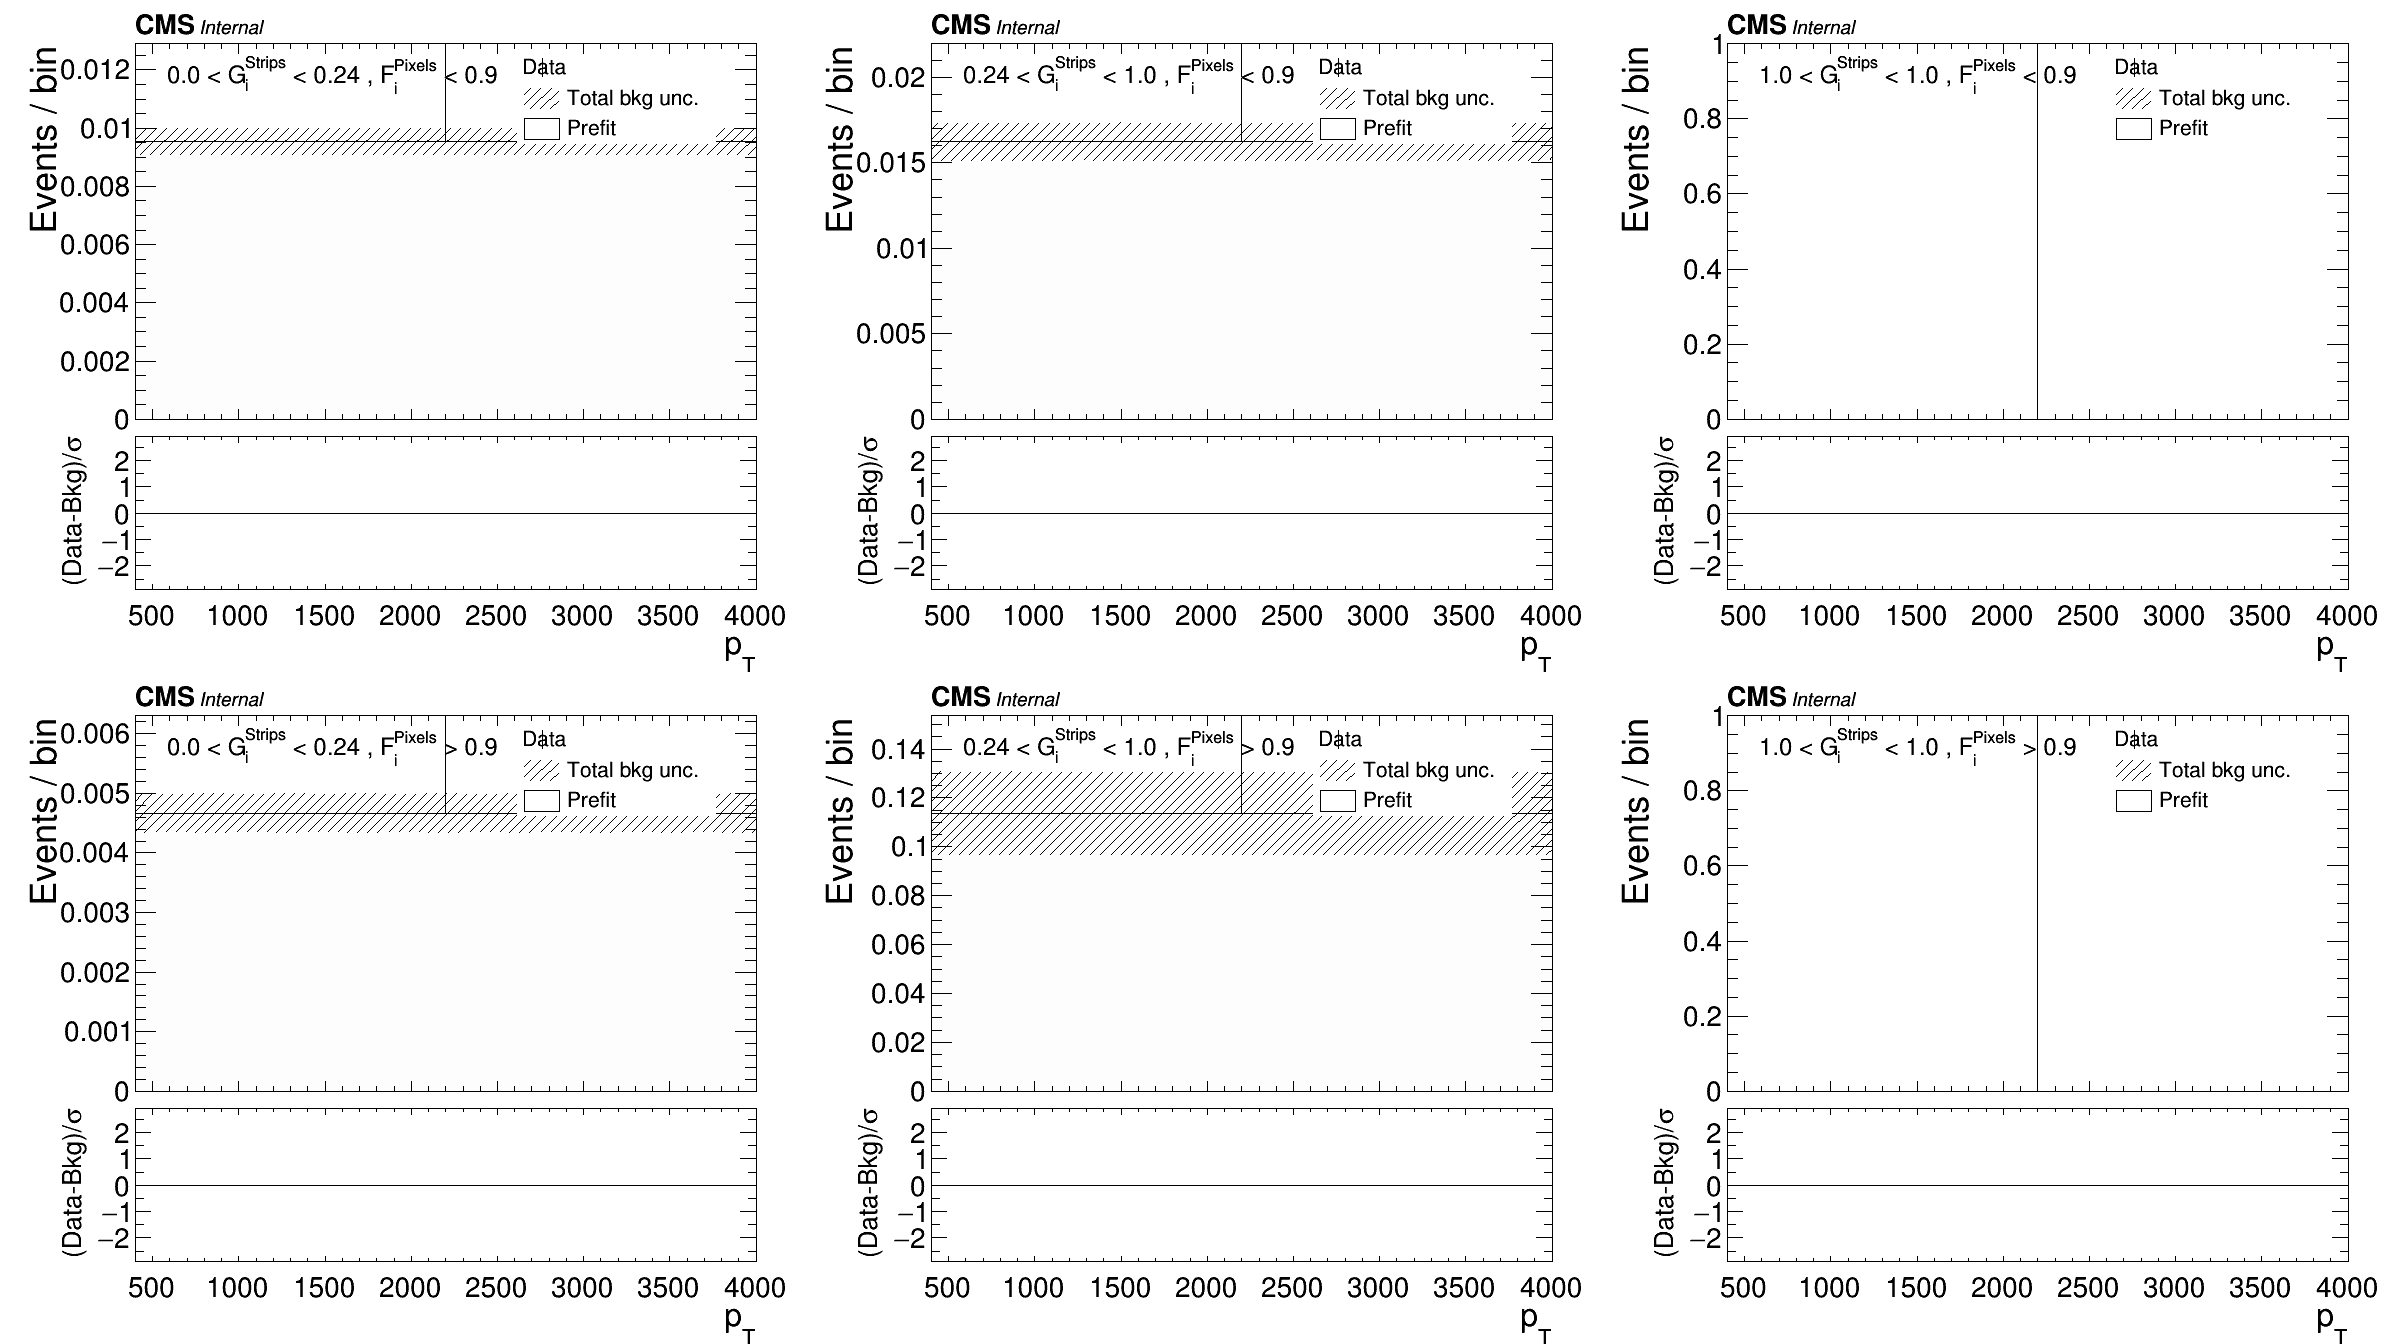 CMS Internal
Events / bin
0.0 < G_i^Strips < 0.24 , F_i^Pixels < 0.9
Data
Total bkg unc.
Prefit
0.012
0.01
0.008
0.006
0.004
0.002
0
(Data-Bkg)/σ
2
1
0
−1
−2
500 1000 1500 2000 2500 3000 3500 4000
p_T
CMS Internal
Events / bin
0.24 < G_i^Strips < 1.0 , F_i^Pixels < 0.9
Data
Total bkg unc.
Prefit
0.02
0.015
0.01
0.005
0
(Data-Bkg)/σ
2
1
0
−1
−2
500 1000 1500 2000 2500 3000 3500 4000
p_T
CMS Internal
Events / bin
1.0 < G_i^Strips < 1.0 , F_i^Pixels < 0.9
Data
Total bkg unc.
Prefit
1
0.8
0.6
0.4
0.2
0
(Data-Bkg)/σ
2
1
0
−1
−2
500 1000 1500 2000 2500 3000 3500 4000
p_T
CMS Internal
Events / bin
0.0 < G_i^Strips < 0.24 , F_i^Pixels > 0.9
Data
Total bkg unc.
Prefit
0.006
0.005
0.004
0.003
0.002
0.001
0
(Data-Bkg)/σ
2
1
0
−1
−2
500 1000 1500 2000 2500 3000 3500 4000
p_T
CMS Internal
Events / bin
0.24 < G_i^Strips < 1.0 , F_i^Pixels > 0.9
Data
Total bkg unc.
Prefit
0.14
0.12
0.1
0.08
0.06
0.04
0.02
0
(Data-Bkg)/σ
2
1
0
−1
−2
500 1000 1500 2000 2500 3000 3500 4000
p_T
CMS Internal
Events / bin
1.0 < G_i^Strips < 1.0 , F_i^Pixels > 0.9
Data
Total bkg unc.
Prefit
1
0.8
0.6
0.4
0.2
0
(Data-Bkg)/σ
2
1
0
−1
−2
500 1000 1500 2000 2500 3000 3500 4000
p_T